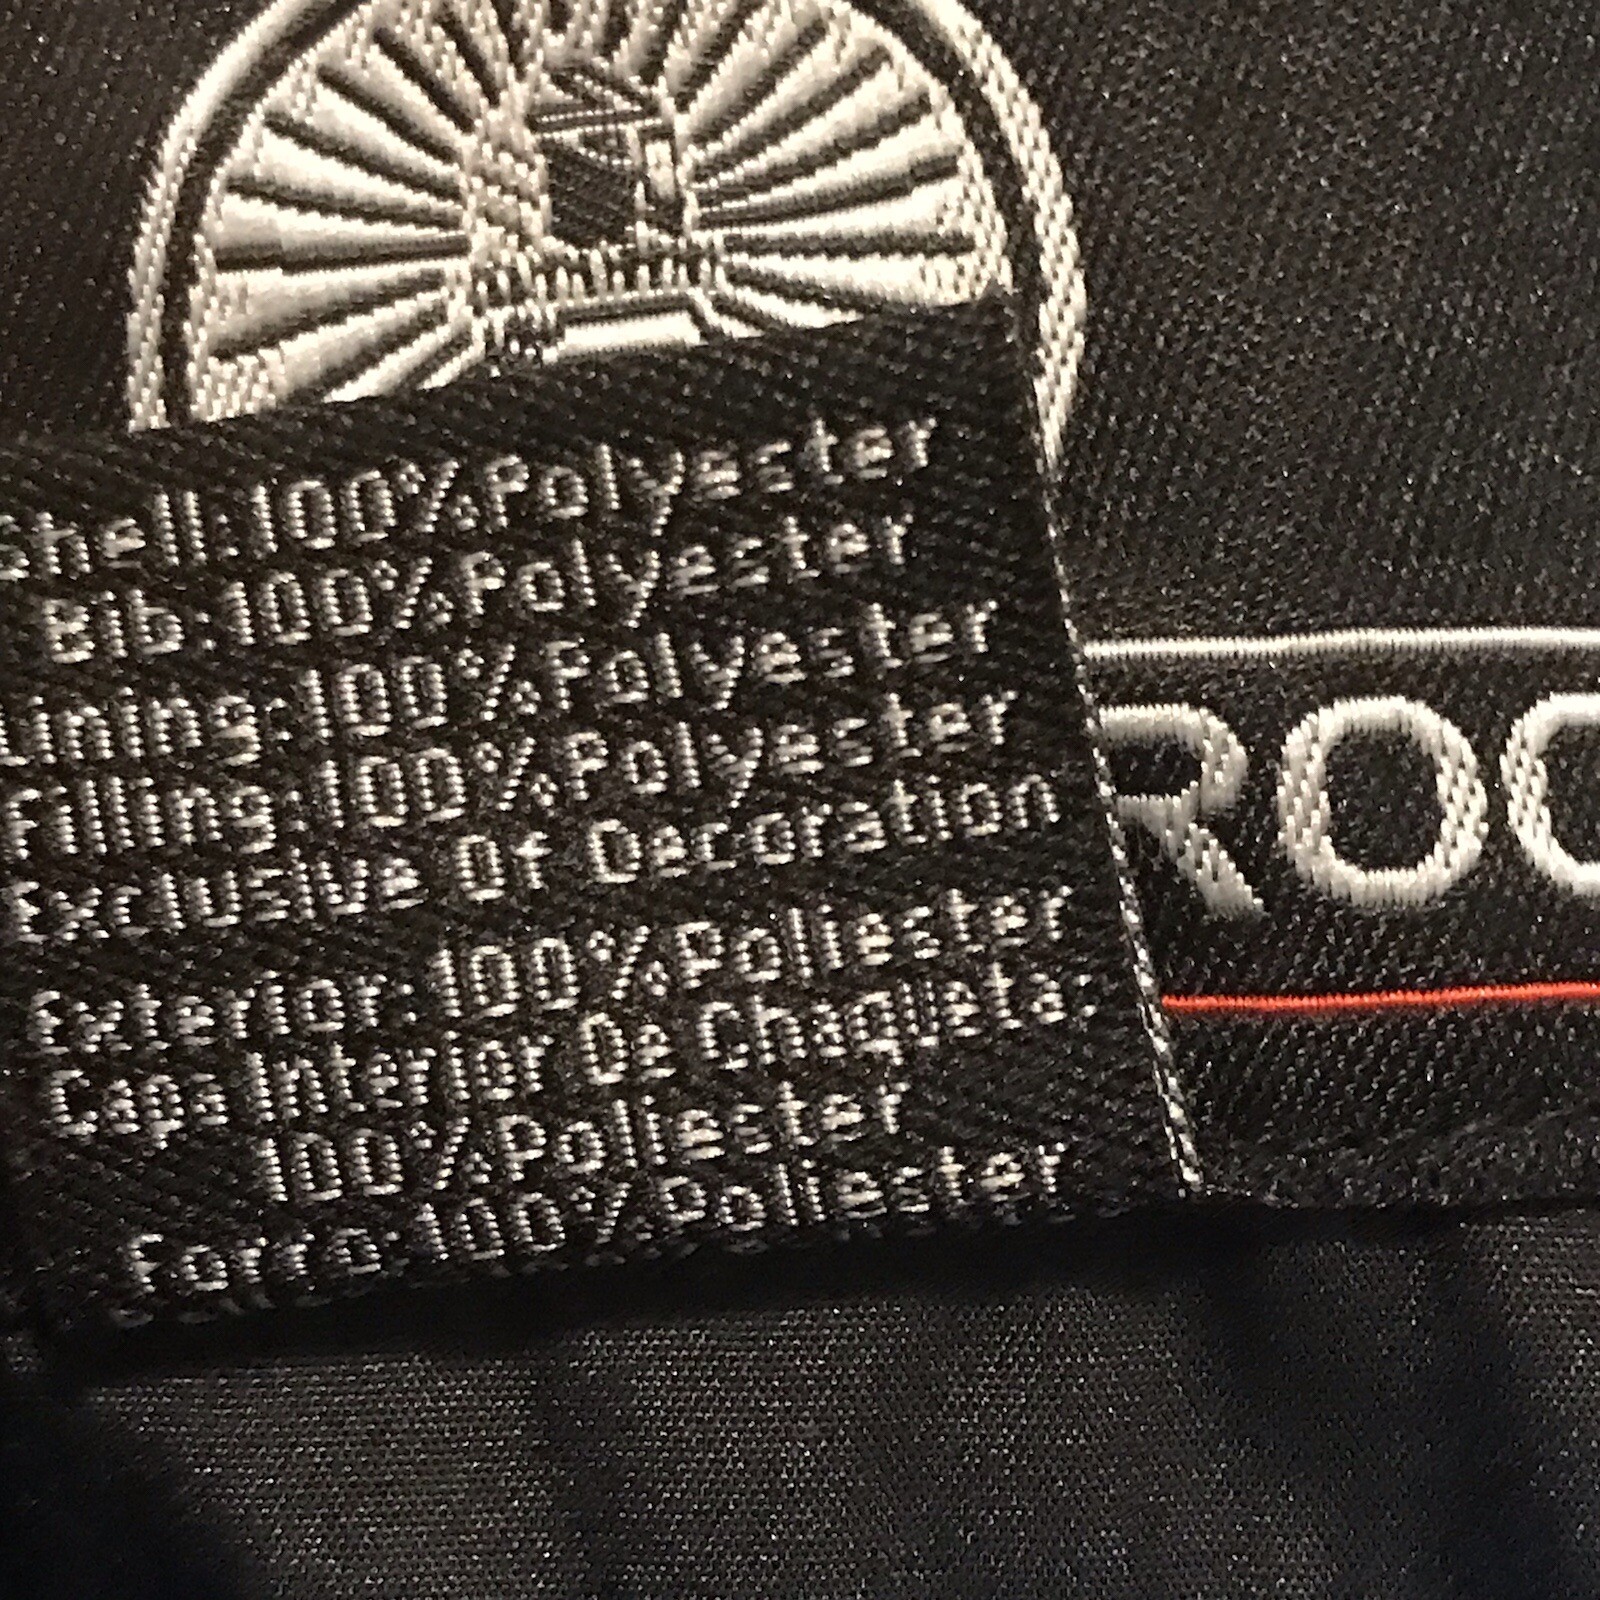 Shell:100%Polyester
Bib:100%Polyester
Lining:100%Polyester
Filling:100%Polyester
Exclusive Of Decoration
Exterior:100%Poliester
Capa Interior De Chaqueta:
100%Poliester
Forro:100%Poliester
ROC